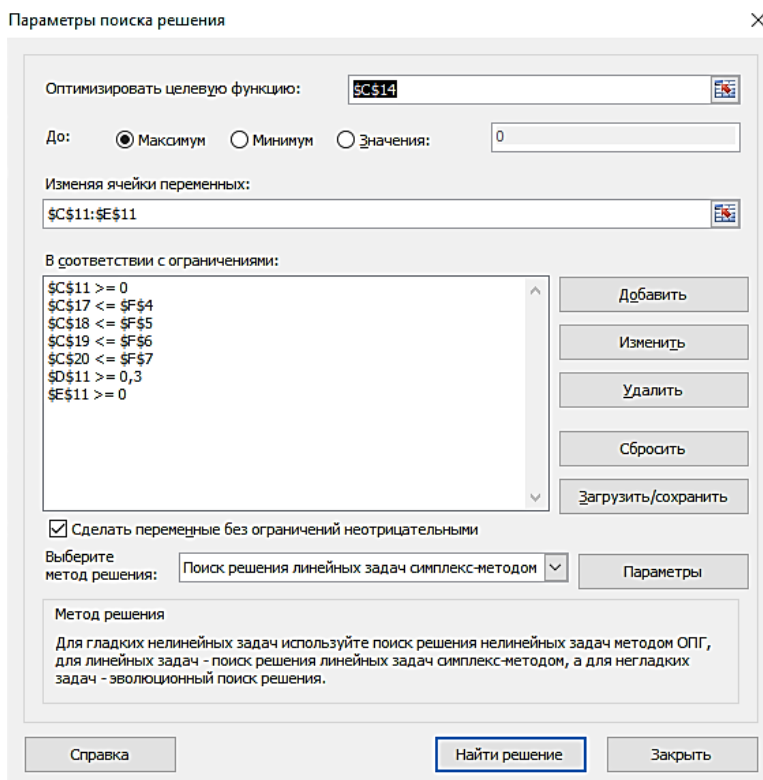 Параметры поиска решения
Оптимизировать целевую функцию: $C$14
До: Максимум Минимум Значения: 0
Изменяя ячейки переменных:
$C$11:$E$11
В соответствии с ограничениями:
$C$11 >= 0
$C$17 <= $F$4
$C$18 <= $F$5
$C$19 <= $F$6
$C$20 <= $F$7
$D$11 >= 0,3
$E$11 >= 0
Добавить
Изменить
Удалить
Сбросить
Загрузить/сохранить
Сделать переменные без ограничений неотрицательными
Выберите
метод решения:
Поиск решения линейных задач симплекс-методом
Параметры
Метод решения
Для гладких нелинейных задач используйте поиск решения нелинейных задач методом ОПГ,
для линейных задач - поиск решения линейных задач симплекс-методом, а для негладких
задач - эволюционный поиск решения.
Справка Найти решение Закрыть